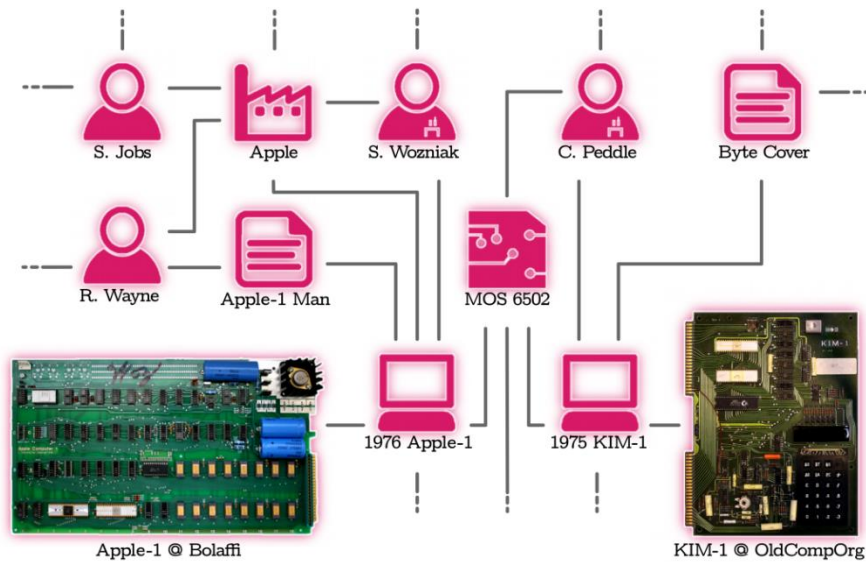 S. Jobs
Apple
S. Wozniak
C. Peddle
Byte Cover
R. Wayne
Apple-1 Man
MOS 6502
KIM-1
1976 Apple-1
1975 KIM-1
Apple-1 @ Bolaffi
KIM-1 @ OldCompOrg